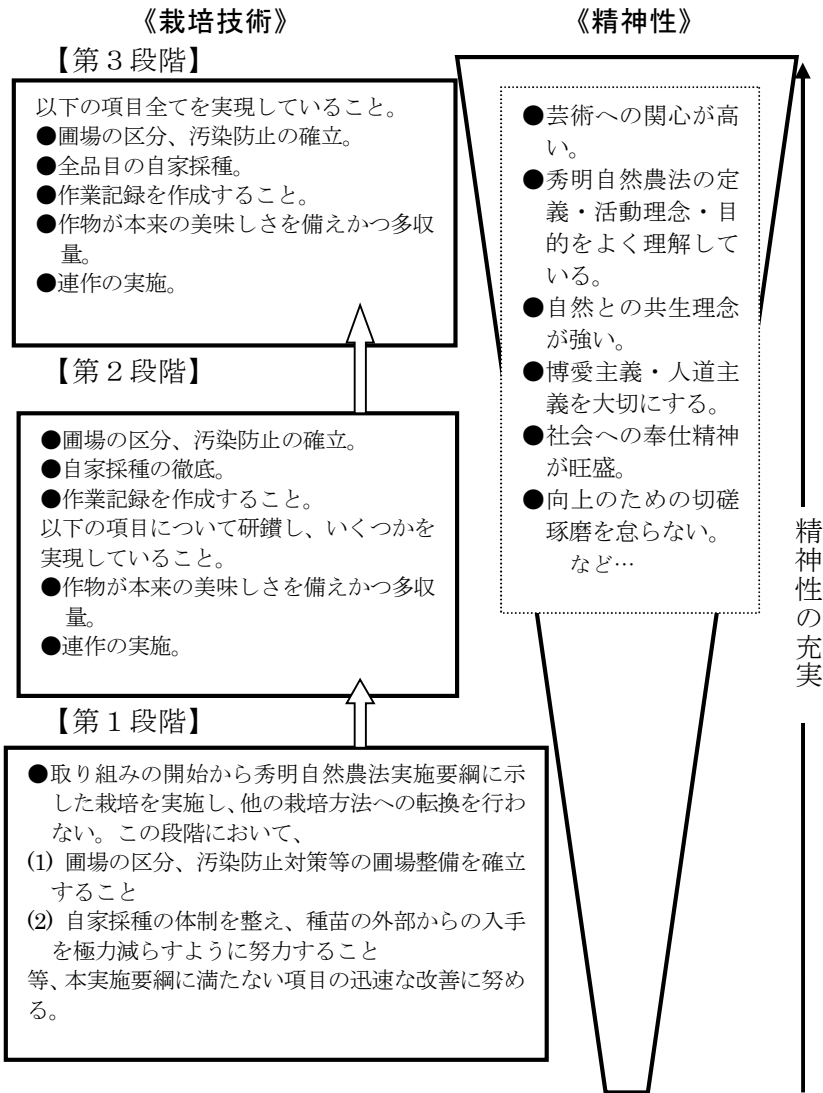 《栽培技術》
《精神性》
【第３段階】
以下の項目全てを実現していること。
●圃場の区分、汚染防止の確立。
●全品目の自家採種。
●作業記録を作成すること。
●作物が本来の美味しさを備えかつ多収
量。
●連作の実施。
【第２段階】
●圃場の区分、汚染防止の確立。
●自家採種の徹底。
●作業記録を作成すること。
以下の項目について研鑚し、いくつかを
実現していること。
●作物が本来の美味しさを備えかつ多収
量。
●連作の実施。
【第１段階】
●取り組みの開始から秀明自然農法実施要綱に示
した栽培を実施し、他の栽培方法への転換を行わ
ない。この段階において、
(1) 圃場の区分、汚染防止対策等の圃場整備を確立
すること
(2) 自家採種の体制を整え、種苗の外部からの入手
を極力減らすように努力すること
等、本実施要綱に満たない項目の迅速な改善に努め
る。
●芸術への関心が高
い。
●秀明自然農法の定
義・活動理念・目
的をよく理解して
いる。
●自然との共生理念
が強い。
●博愛主義・人道主
義を大切にする。
●社会への奉仕精神
が旺盛。
●向上のための切磋
琢磨を怠らない。
など…
精神性の充実